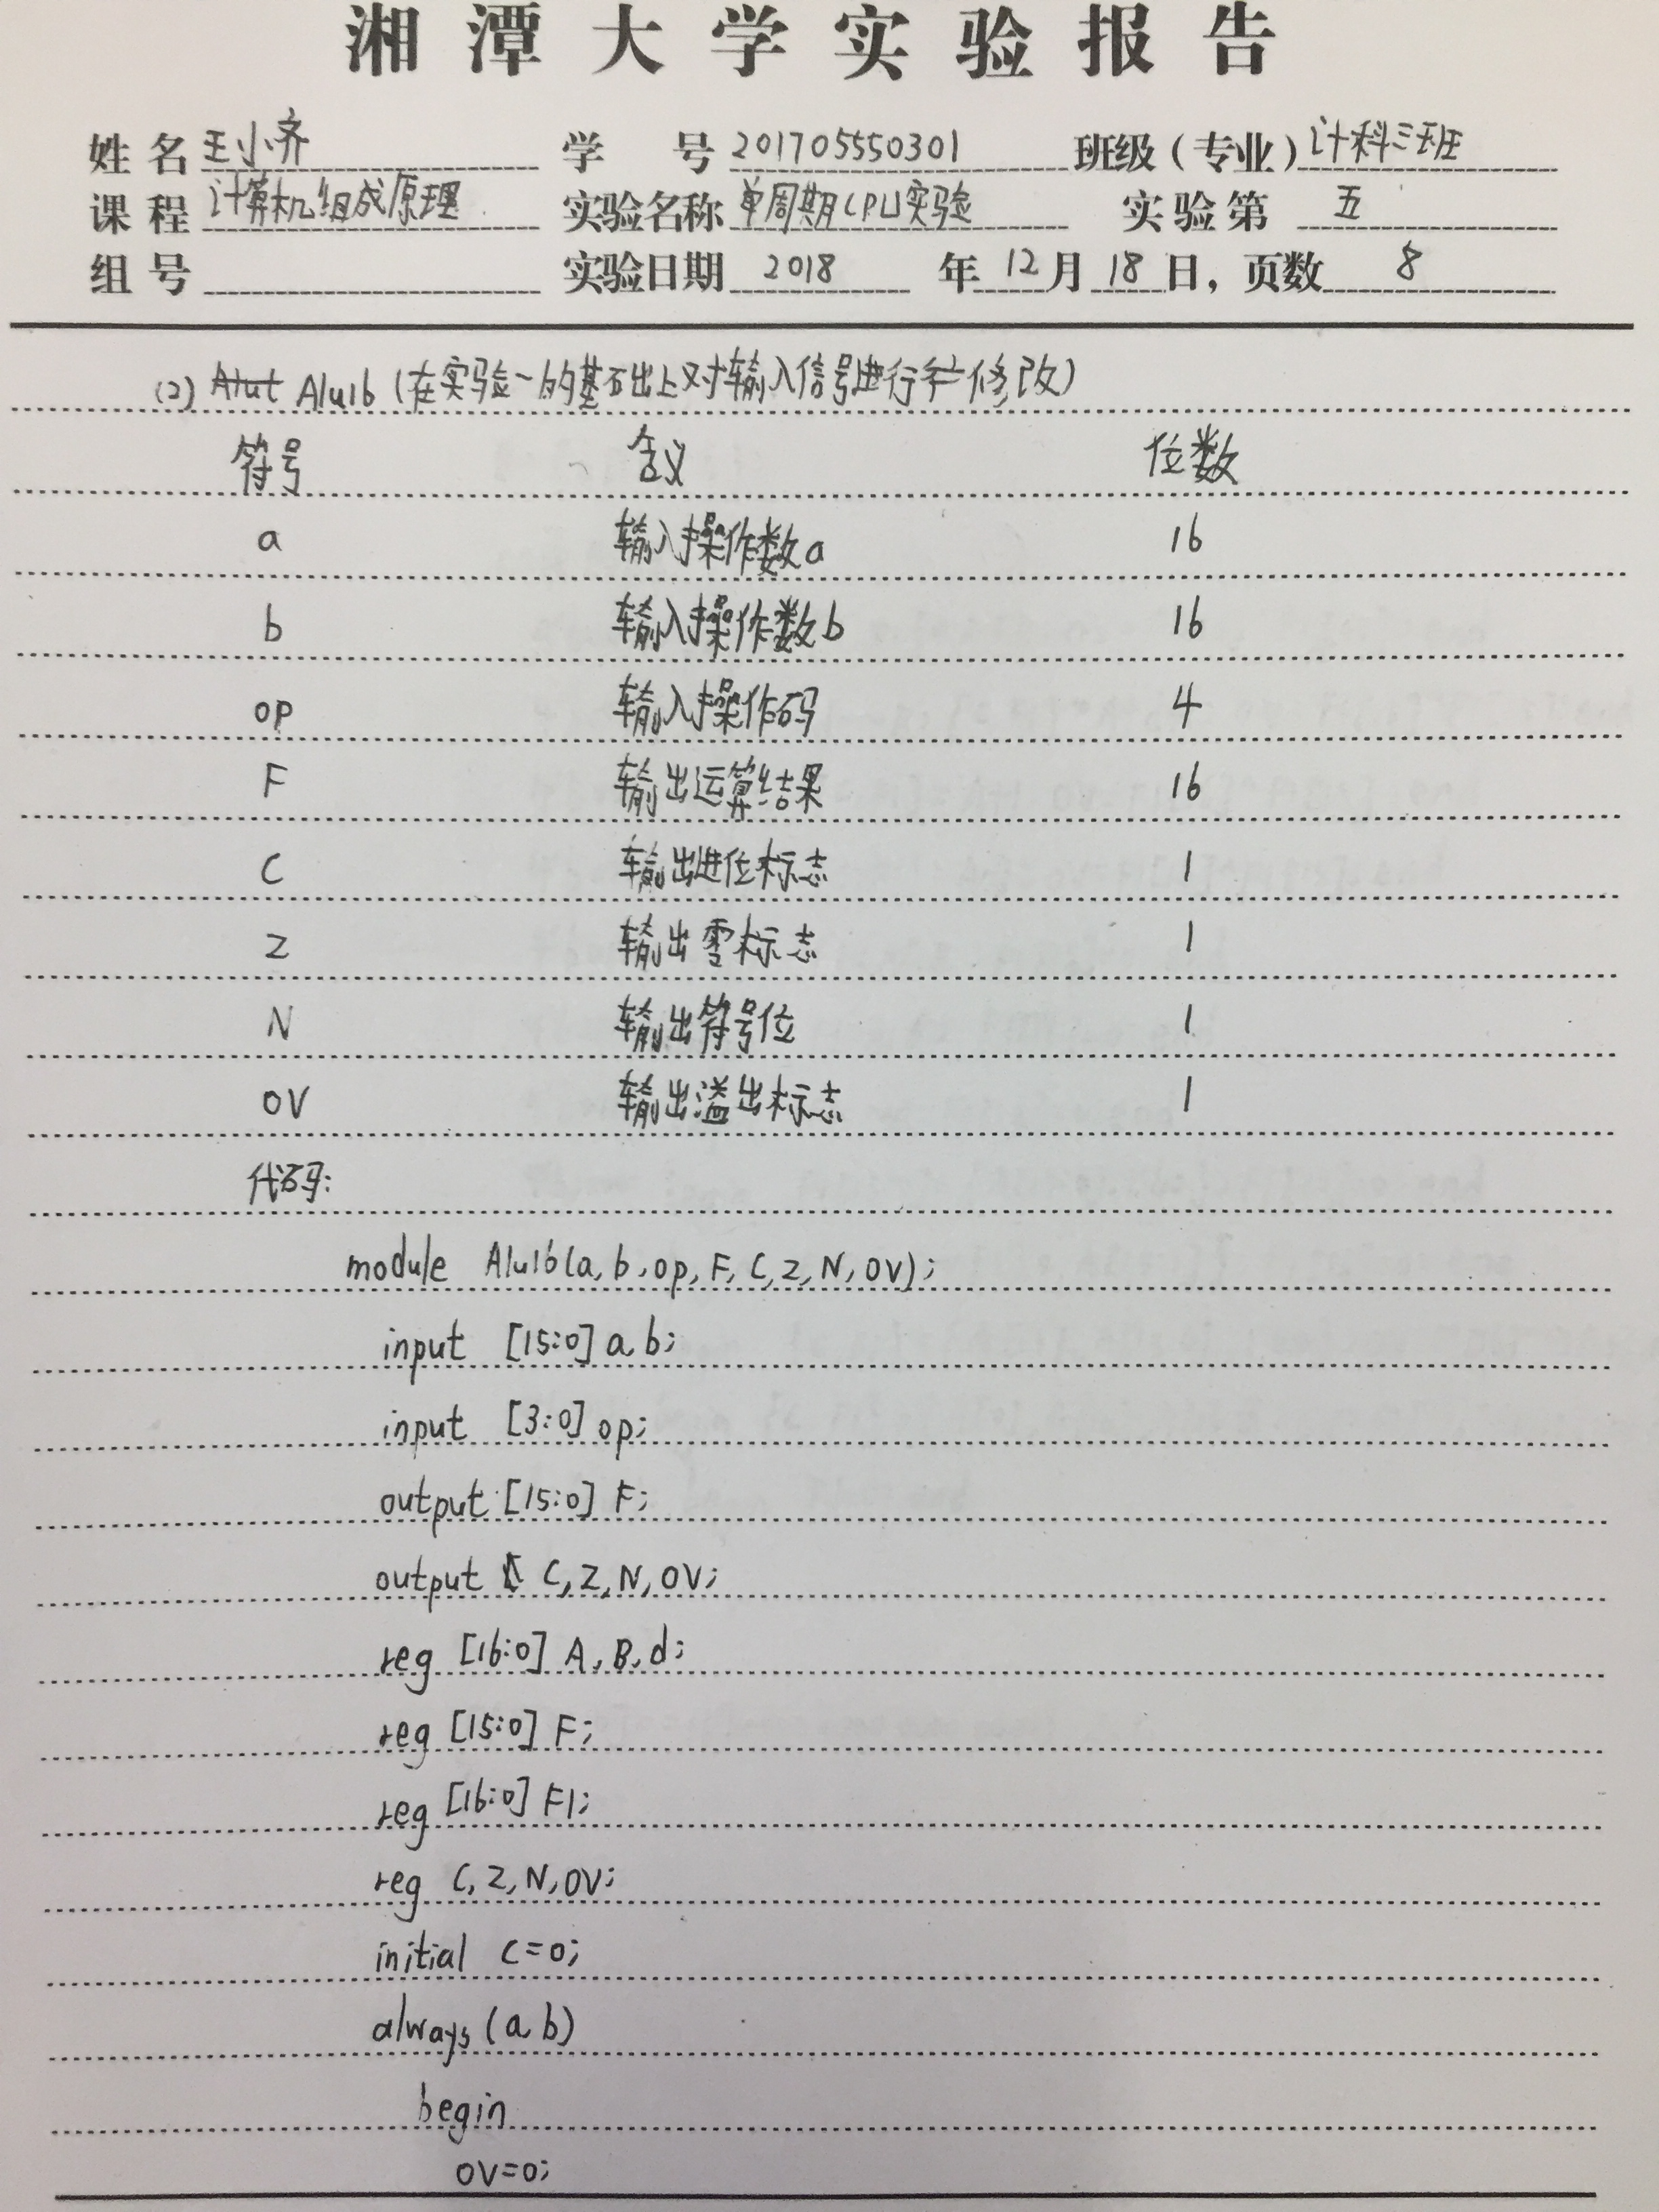 湘潭大学实验报告
姓名 王小齐 学号 201705550301 班级（专业）计科三班
课程 计算机组成原理 实验名称 单周期CPU实验 实验第 五
组号 实验日期 2018 年 12 月 18 日，页数 8
(2) Alut Alu16 (在实验一的基础上对输入信号进行 修改)
符号 含义 位数
a 输入操作数a 16
b 输入操作数b 16
op 输入操作码 4
F 输出运算结果 16
C 输出进位标志 1
Z 输出零标志 1
N 输出符号位 1
OV 输出溢出标志 1
代码:
module Alu16(a, b, op, F, C, Z, N, OV);
input [15:0] a, b;
input [3:0] op;
output [15:0] F;
output C, Z, N, OV;
reg [16:0] A, B, d;
reg [15:0] F;
reg [16:0] F1;
reg C, Z, N, OV;
initial C=0;
always (a, b)
begin
OV=0;